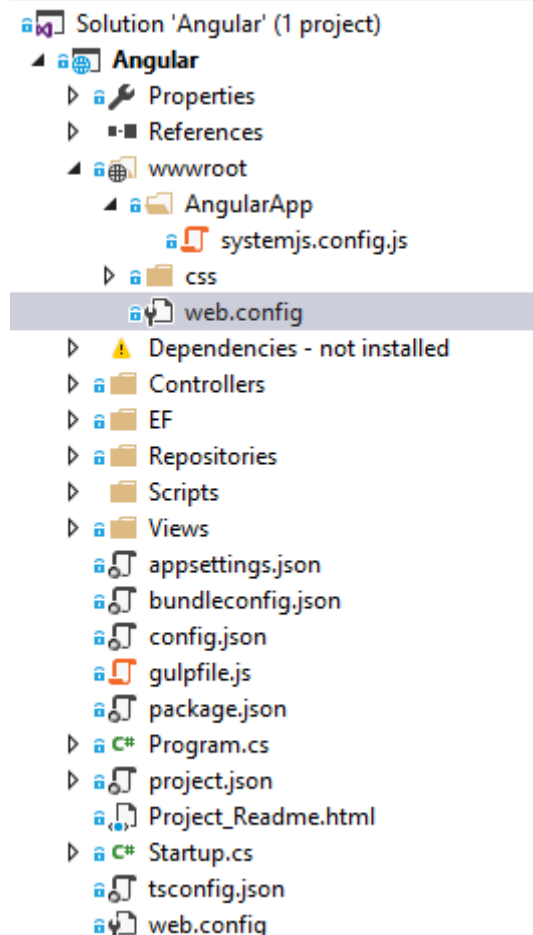 Solution 'Angular' (1 project)
Angular
Properties
References
wwwroot
AngularApp
systemjs.config.js
css
web.config
Dependencies - not installed
Controllers
EF
Repositories
Scripts
Views
appsettings.json
bundleconfig.json
config.json
gulpfile.js
package.json
C# Program.cs
project.json
Project_Readme.html
C# Startup.cs
tsconfig.json
web.config